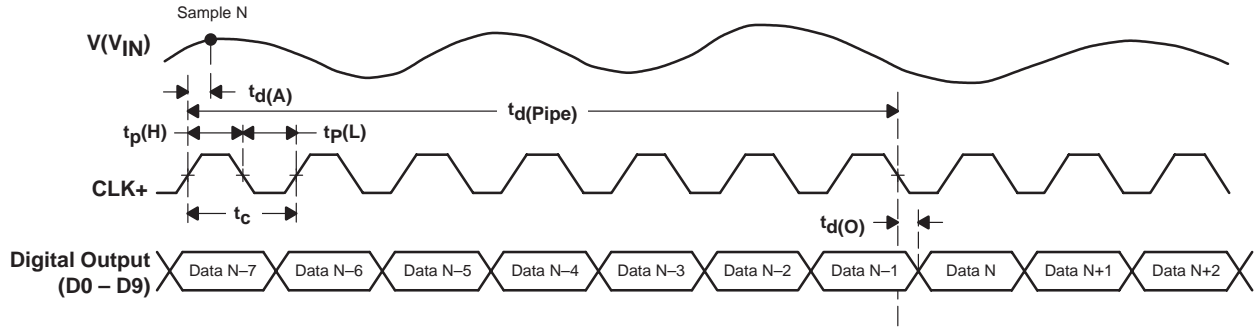 Sample N
V(VIN)
td(A)
td(Pipe)
tp(H)
tP(L)
CLK+
tc
td(O)
Digital Output
(D0 – D9)
Data N–7
Data N–6
Data N–5
Data N–4
Data N–3
Data N–2
Data N–1
Data N
Data N+1
Data N+2